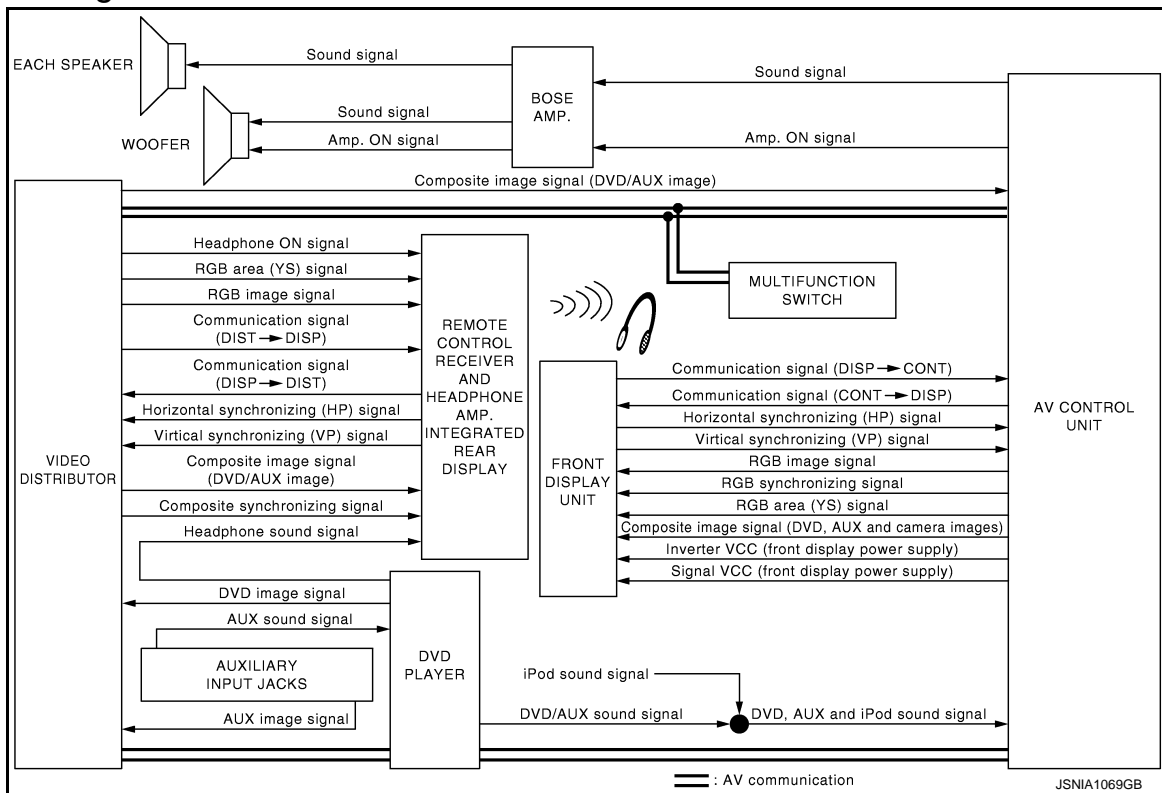 EACH SPEAKER
Sound signal
BOSE
AMP.
Sound signal
WOOFER
Sound signal
Amp. ON signal
Amp. ON signal
Composite image signal (DVD/AUX image)
VIDEO
DISTRIBUTOR
Headphone ON signal
RGB area (YS) signal
RGB image signal
Communication signal
(DIST→DISP)
Communication signal
(DISP→DIST)
Horizontal synchronizing (HP) signal
Virtical synchronizing (VP) signal
Composite image signal
(DVD/AUX image)
Composite synchronizing signal
Headphone sound signal
REMOTE
CONTROL
RECEIVER
AND
HEADPHONE
AMP.
INTEGRATED
REAR
DISPLAY
MULTIFUNCTION
SWITCH
FRONT
DISPLAY
UNIT
Communication signal (DISP→CONT)
Communication signal (CONT→DISP)
Horizontal synchronizing (HP) signal
Virtical synchronizing (VP) signal
RGB image signal
RGB synchronizing signal
RGB area (YS) signal
Composite image signal (DVD, AUX and camera images)
Inverter VCC (front display power supply)
Signal VCC (front display power supply)
AV CONTROL
UNIT
DVD image signal
AUX sound signal
AUXILIARY
INPUT JACKS
AUX image signal
DVD
PLAYER
iPod sound signal
DVD/AUX sound signal
DVD, AUX and iPod sound signal
: AV communication
JSNIA1069GB